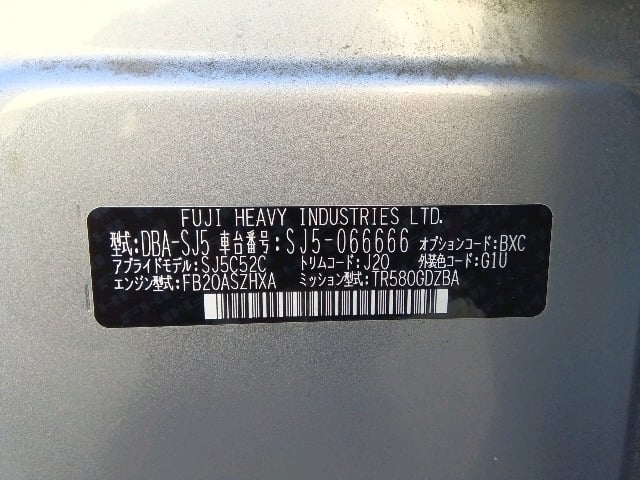 FUJI HEAVY INDUSTRIES LTD.
型式:DBA-SJ5 車台番号:SJ5-066666 オプションコード:BXC
アプライドモデル:SJ5C52C トリムコード:J20 外装色コード:G1U
エンジン型式:FB20ASZHXA ミッション型式:TR580GDZBA